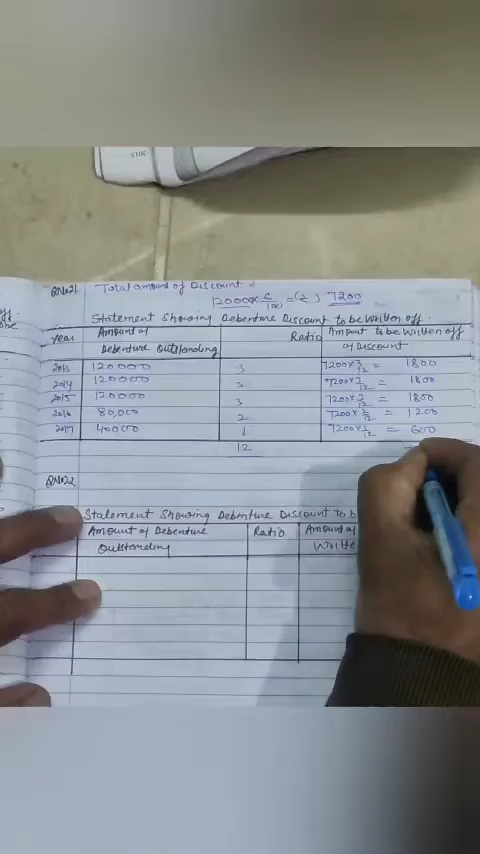 QNo21 Total amount of Discount =
12000 × 6/100 = (₹) 7200
Statement Showing Debenture Discount to be written off.
Year Amount of Debenture Outstanding Ratio Amount to be written off of Discount.
2013 120000 3 7200×3/12 = 1800
2014 120000 3 7200×3/12 = 1800
2015 120000 3 7200×3/12 = 1800
2016 80,000 2 7200×2/12 = 1200
2017 40000 1 7200×1/12 = 600
12
QNo22
Statement Showing Debenture Discount to b
Amount of Debenture Outstanding Ratio Amount of Writte